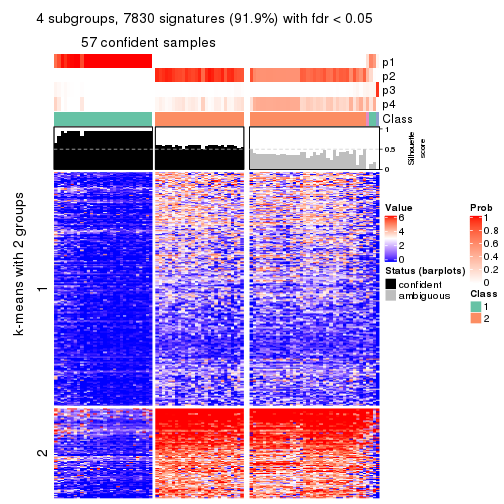 4 subgroups, 7830 signatures (91.9%) with fdr < 0.05
57 confident samples
p1
p2
p3
p4
Class
1
0.5
0
Silhouette
score
k-means with 2 groups
1
2
Value
6
4
2
0
Status (barplots)
confident
ambiguous
Prob
1
0.8
0.6
0.4
0.2
0
Class
1
2